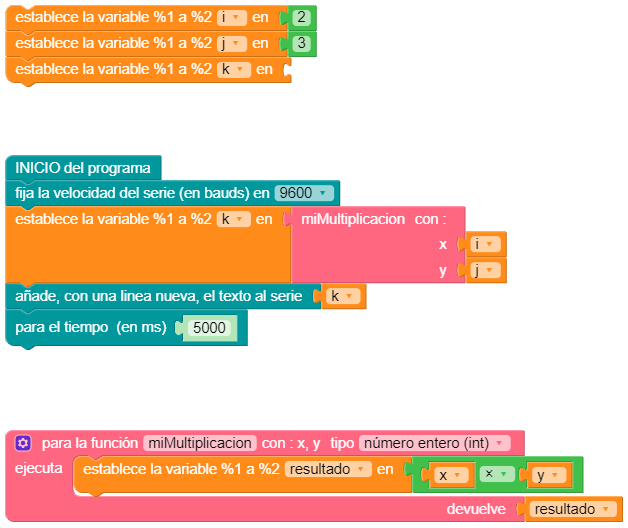 establece la variable %1 a %2 i en 2
establece la variable %1 a %2 j en 3
establece la variable %1 a %2 k en
INICIO del programa
fija la velocidad del serie (en bauds) en 9600
establece la variable %1 a %2 k en miMultiplicacion con :
x i
y j
añade, con una linea nueva, el texto al serie k
para el tiempo (en ms) 5000
para la función miMultiplicacion con : x, y tipo número entero (int)
ejecuta establece la variable %1 a %2 resultado en x × y
devuelve resultado